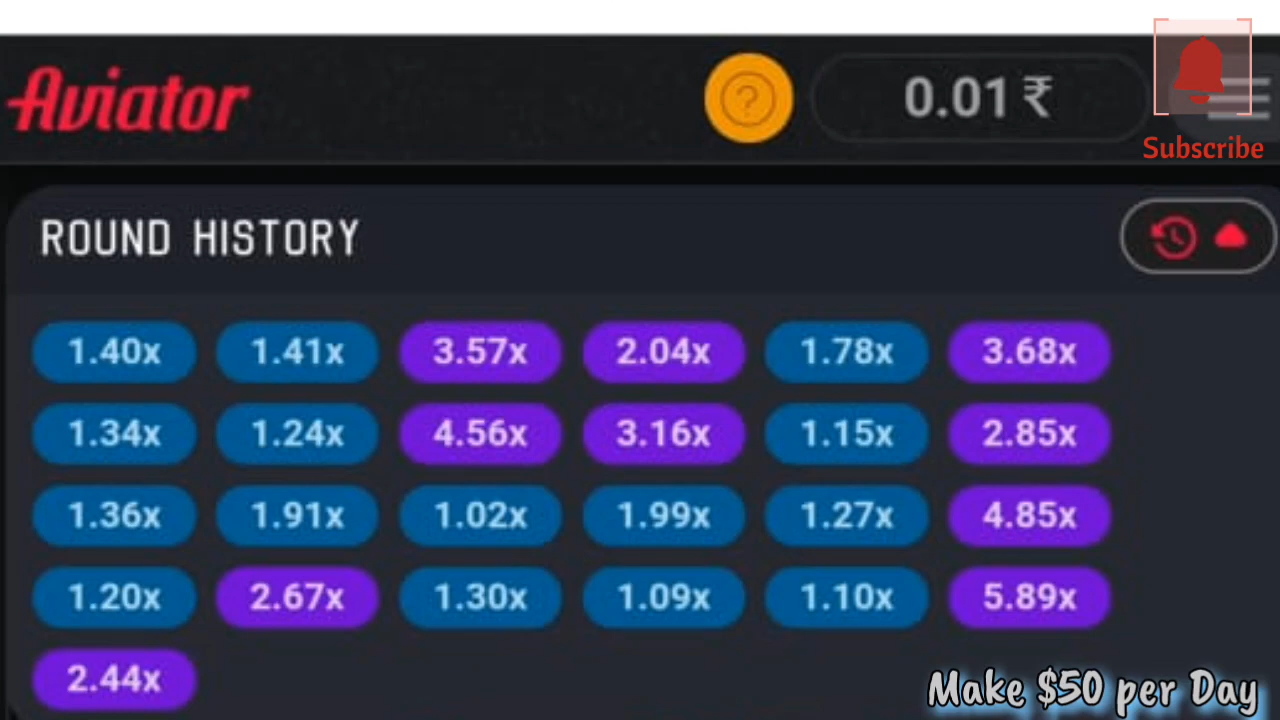 Aviator
? 0.01 ₹
Subscribe
ROUND HISTORY
1.40x 1.41x 3.57x 2.04x 1.78x 3.68x
1.34x 1.24x 4.56x 3.16x 1.15x 2.85x
1.36x 1.91x 1.02x 1.99x 1.27x 4.85x
1.20x 2.67x 1.30x 1.09x 1.10x 5.89x
2.44x
Make $50 per Day